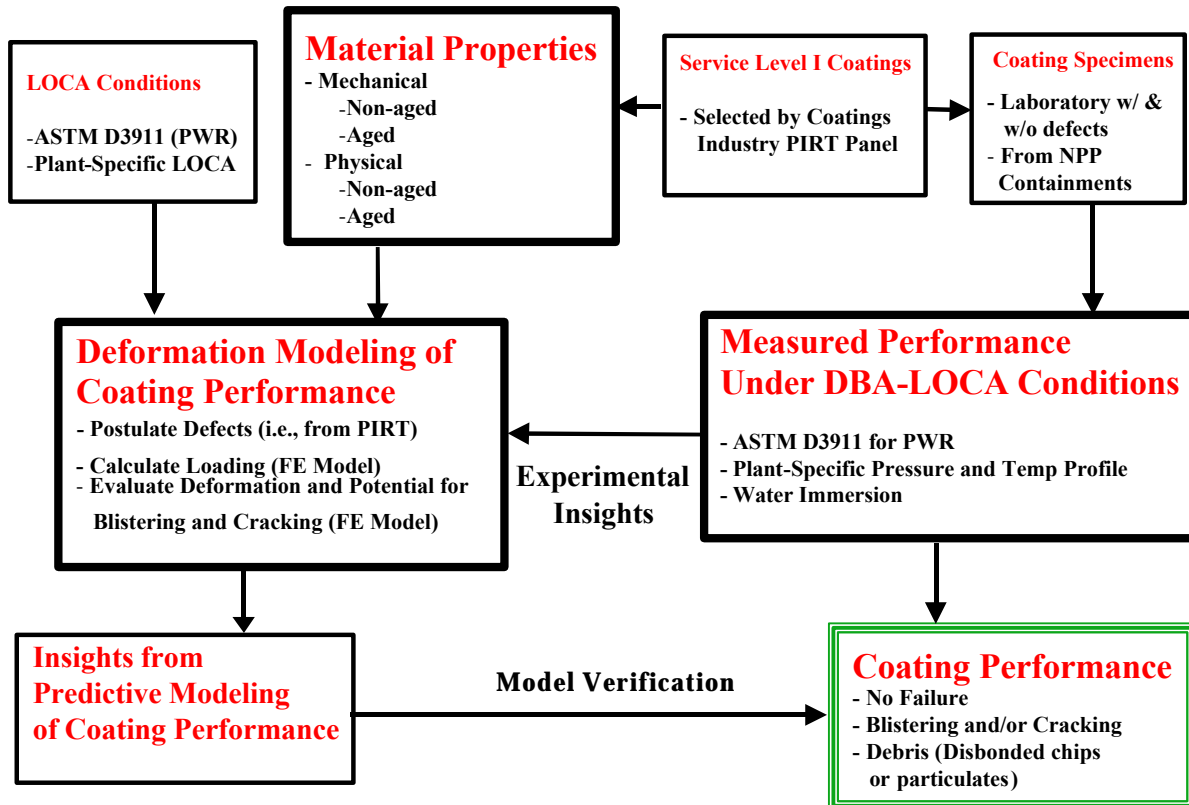 LOCA Conditions
-ASTM D3911 (PWR)
-Plant-Specific LOCA
Material Properties
- Mechanical
-Non-aged
-Aged
- Physical
-Non-aged
-Aged
Service Level I Coatings
- Selected by Coatings
Industry PIRT Panel
Coating Specimens
- Laboratory w/ &
w/o defects
- From NPP
Containments
Deformation Modeling of
Coating Performance
- Postulate Defects (i.e., from PIRT)
- Calculate Loading (FE Model)
- Evaluate Deformation and Potential for
Blistering and Cracking (FE Model)
Experimental
Insights
Measured Performance
Under DBA-LOCA Conditions
- ASTM D3911 for PWR
- Plant-Specific Pressure and Temp Profile
- Water Immersion
Insights from
Predictive Modeling
of Coating Performance
Model Verification
Coating Performance
- No Failure
- Blistering and/or Cracking
- Debris (Disbonded chips
or particulates)